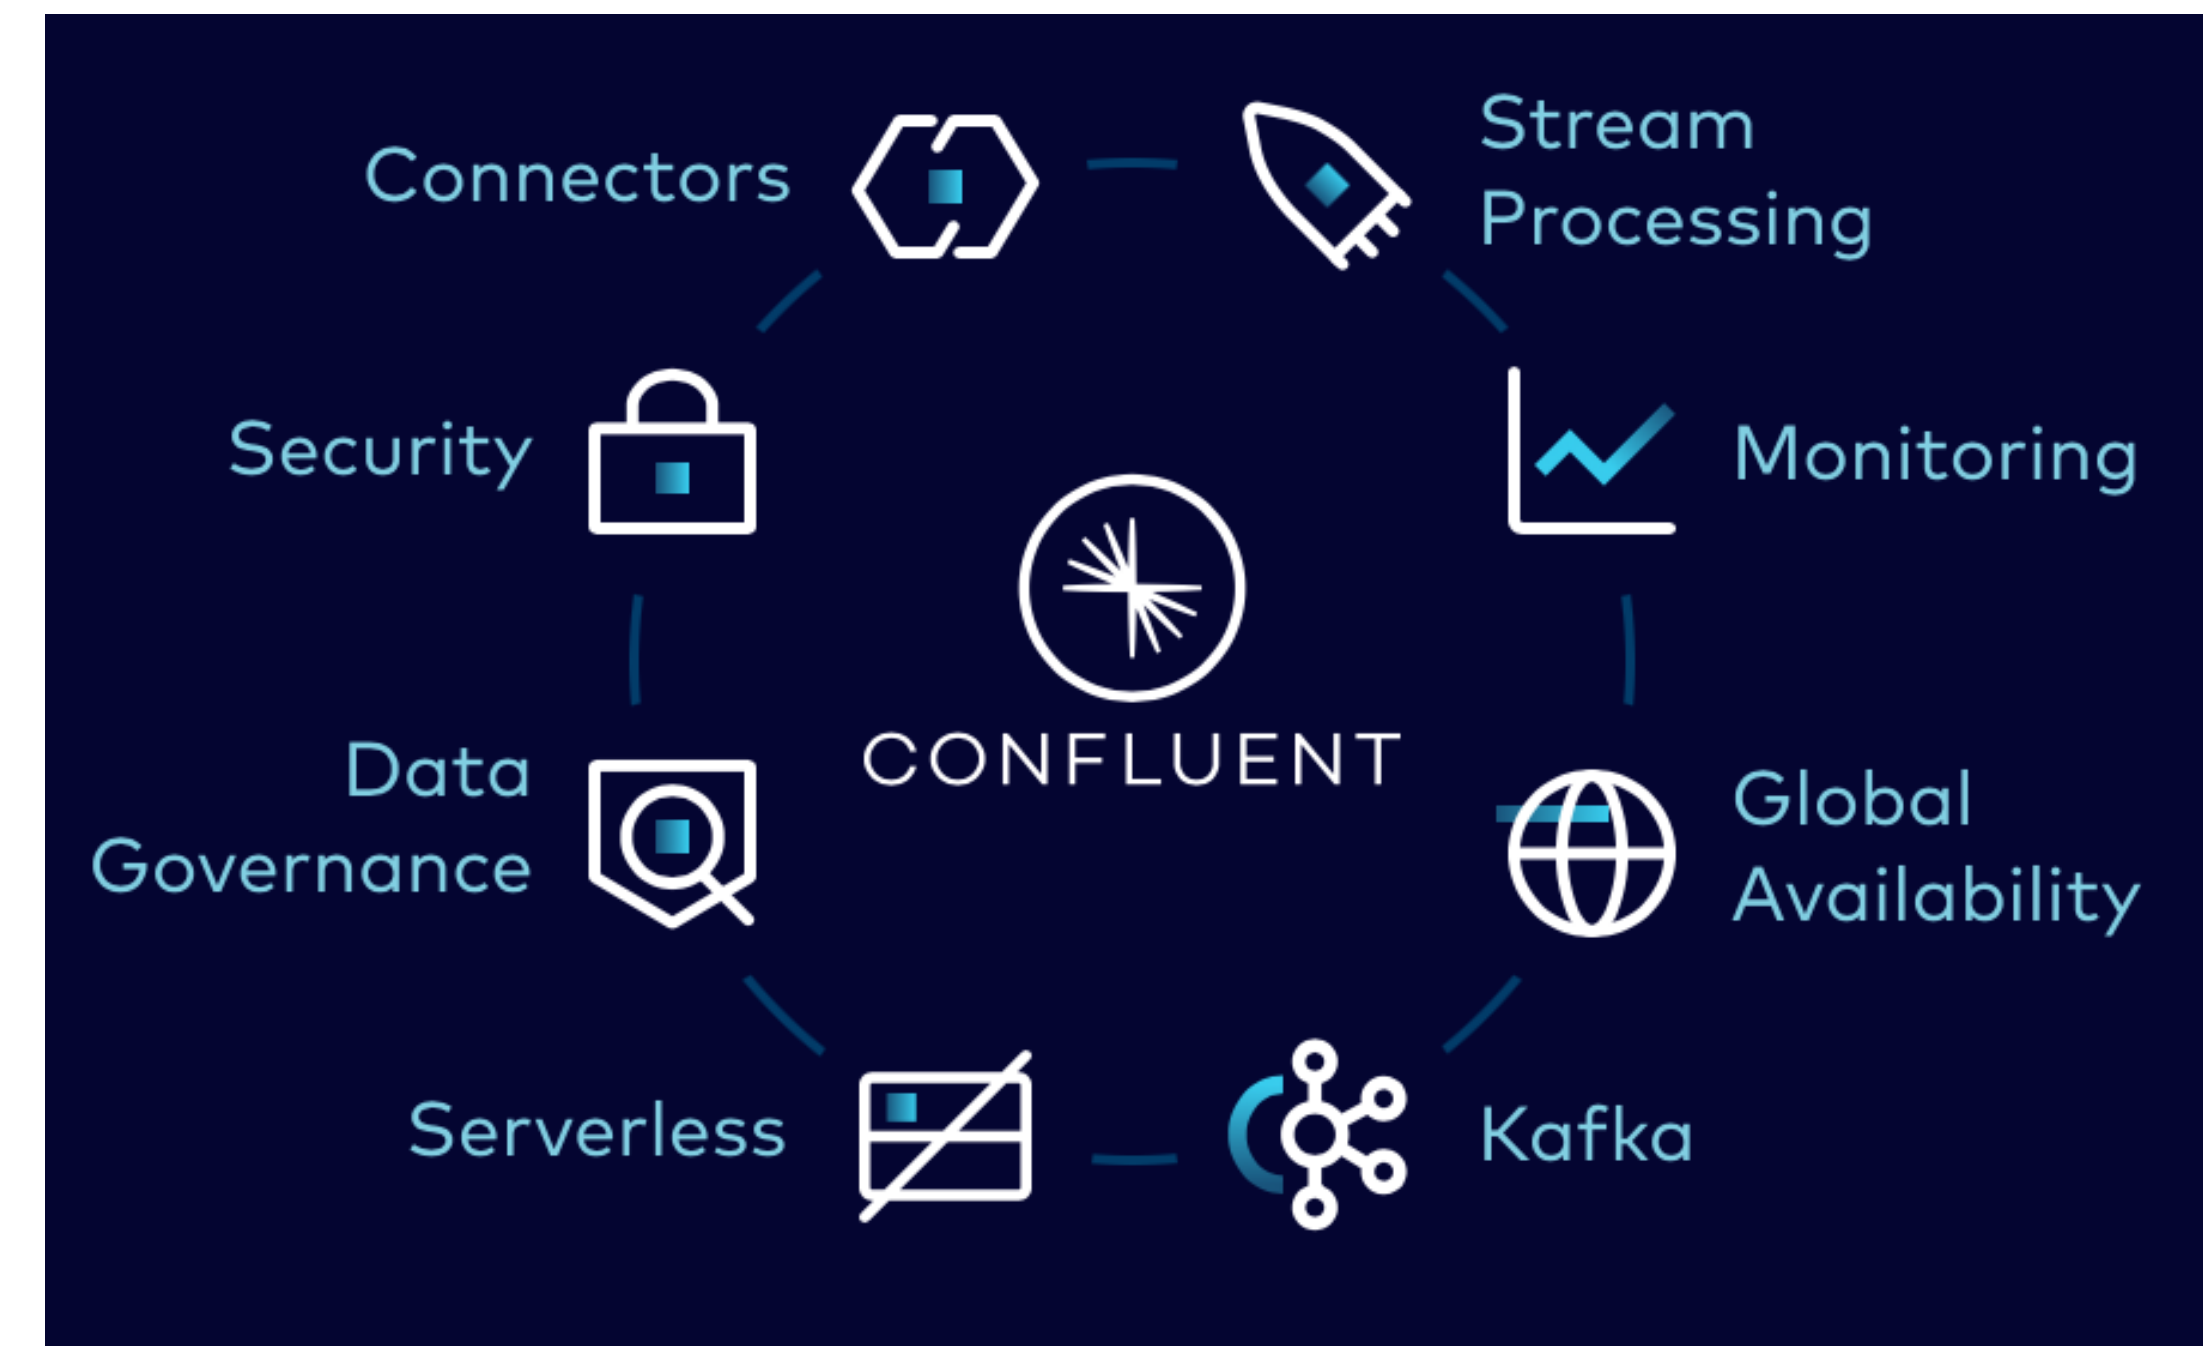 Connectors
Stream
Processing
Security
Monitoring
CONFLUENT
Data
Governance
Global
Availability
Serverless
Kafka